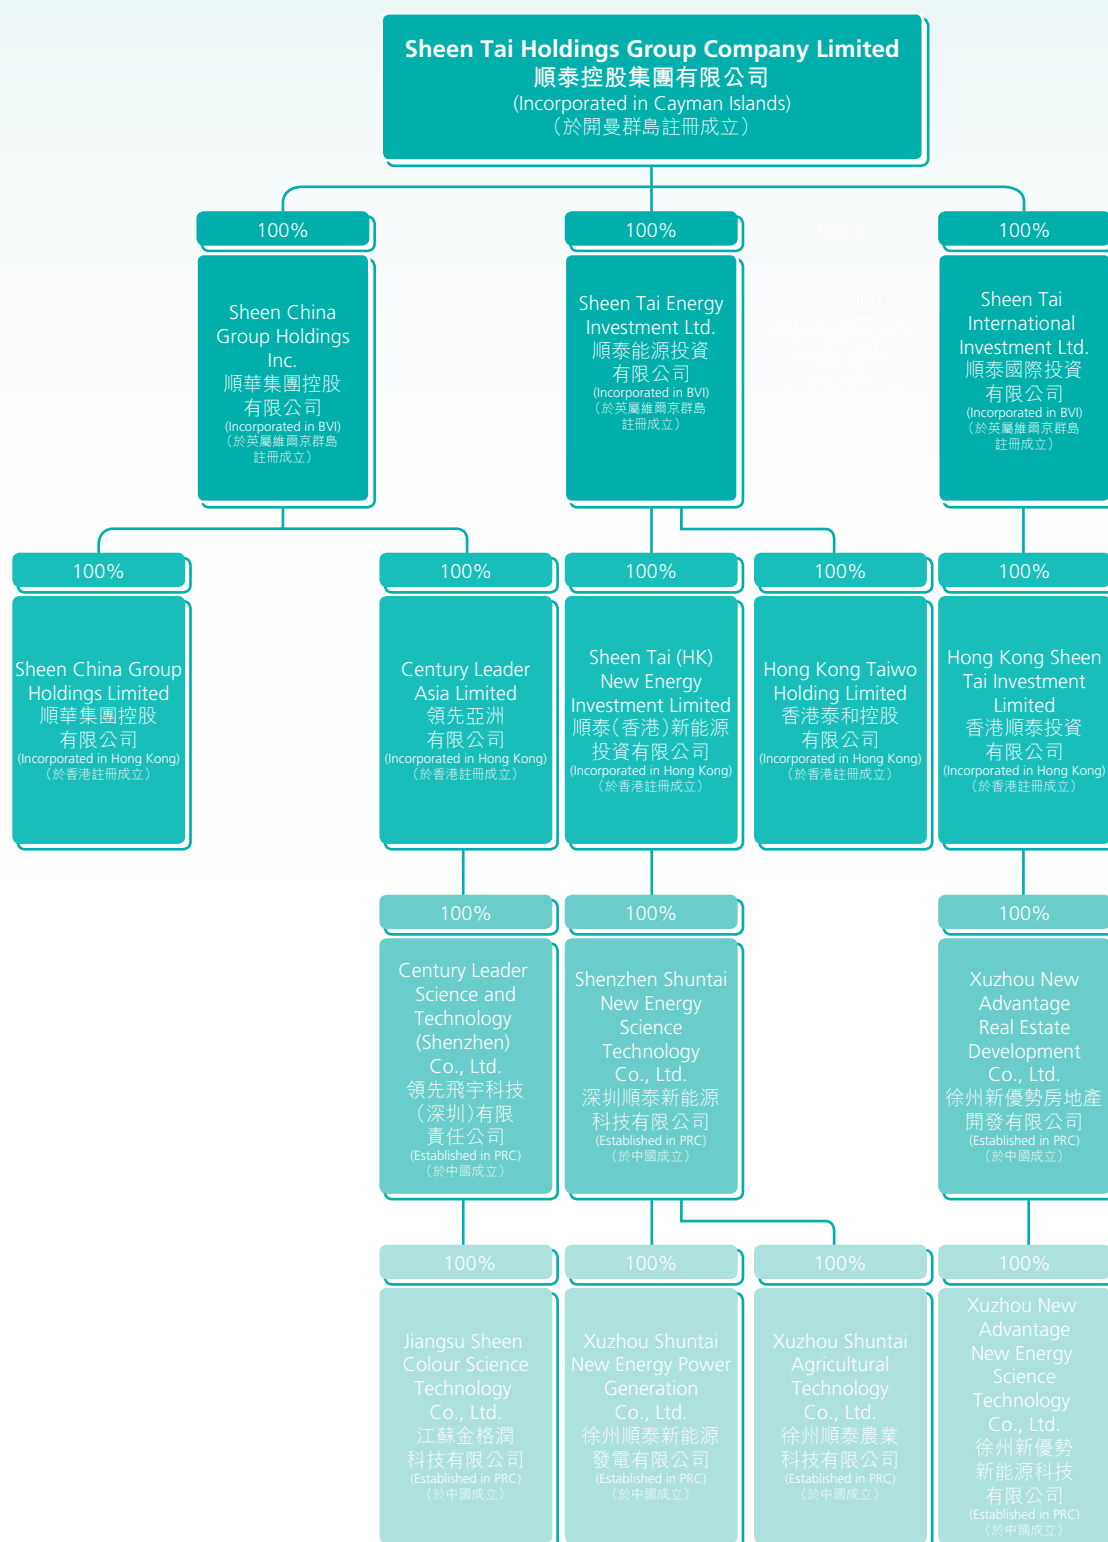 Sheen Tai Holdings Group Company Limited
順泰控股集團有限公司
(Incorporated in Cayman Islands)
（於開曼群島註冊成立）
100%
100%
100%
Sheen China
Group Holdings
Inc.
順華集團控股
有限公司
(Incorporated in BVI)
（於英屬維爾京群島
註冊成立）
Sheen Tai Energy
Investment Ltd.
順泰能源投資
有限公司
(Incorporated in BVI)
（於英屬維爾京群島
註冊成立）
Sheen Tai
International
Investment Ltd.
順泰國際投資
有限公司
(Incorporated in BVI)
（於英屬維爾京群島
註冊成立）
100%
100%
100%
100%
100%
Sheen China Group
Holdings Limited
順華集團控股
有限公司
(Incorporated in Hong Kong)
（於香港註冊成立）
Century Leader
Asia Limited
領先亞洲
有限公司
(Incorporated in Hong Kong)
（於香港註冊成立）
Sheen Tai (HK)
New Energy
Investment Limited
順泰（香港）新能源
投資有限公司
(Incorporated in Hong Kong)
（於香港註冊成立）
Hong Kong Taiwo
Holding Limited
香港泰和控股
有限公司
(Incorporated in Hong Kong)
（於香港註冊成立）
Hong Kong Sheen
Tai Investment
Limited
香港順泰投資
有限公司
(Incorporated in Hong Kong)
（於香港註冊成立）
100%
100%
100%
Century Leader
Science and
Technology
(Shenzhen)
Co., Ltd.
領先飛宇科技
（深圳）有限
責任公司
(Established in PRC)
（於中國成立）
Shenzhen Shuntai
New Energy
Science
Technology
Co., Ltd.
深圳順泰新能源
科技有限公司
(Established in PRC)
（於中國成立）
Xuzhou New
Advantage
Real Estate
Development
Co., Ltd.
徐州新優勢房地產
開發有限公司
(Established in PRC)
（於中國成立）
100%
100%
100%
100%
Jiangsu Sheen
Colour Science
Technology
Co., Ltd.
江蘇金格潤
科技有限公司
(Established in PRC)
（於中國成立）
Xuzhou Shuntai
New Energy Power
Generation
Co., Ltd.
徐州順泰新能源
發電有限公司
(Established in PRC)
（於中國成立）
Xuzhou Shuntai
Agricultural
Technology
Co., Ltd.
徐州順泰農業
科技有限公司
(Established in PRC)
（於中國成立）
Xuzhou New
Advantage
New Energy
Science
Technology
Co., Ltd.
徐州新優勢
新能源科技
有限公司
(Established in PRC)
（於中國成立）